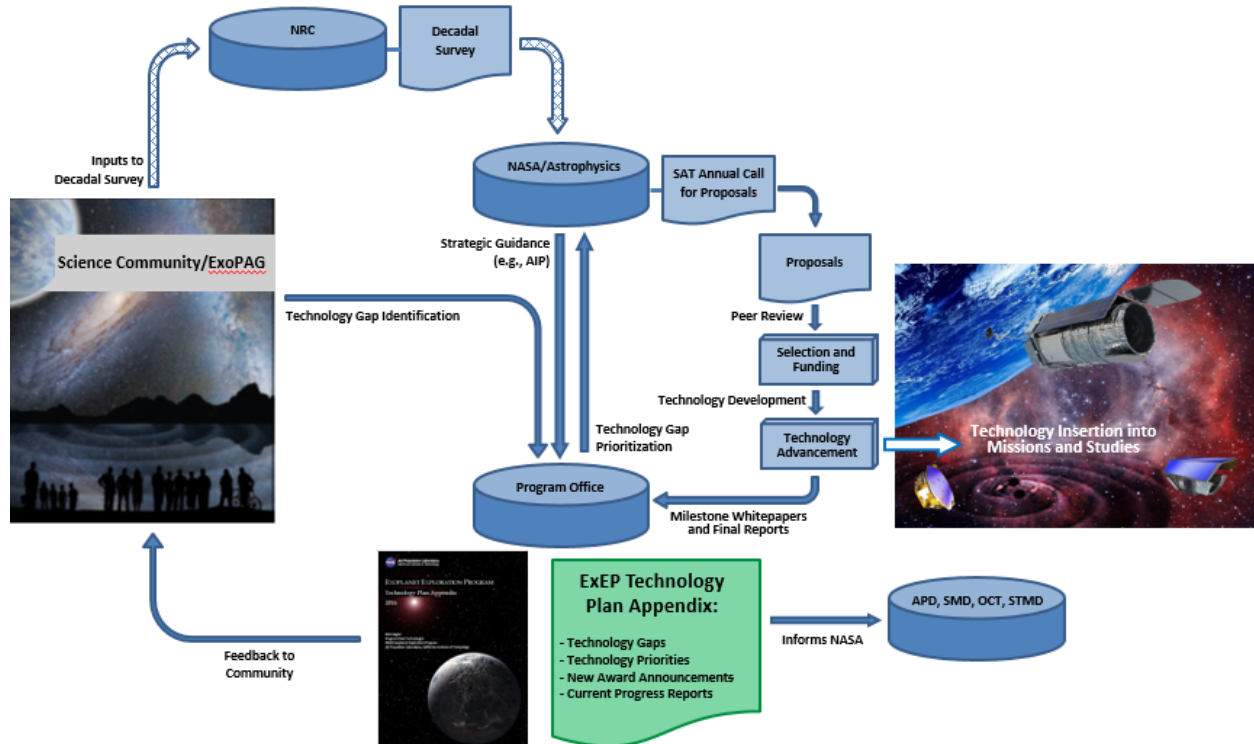 NRC
Decadal
Survey
Inputs to
Decadal Survey
NASA/Astrophysics
SAT Annual Call
for Proposals
Science Community/ExoPAG
Strategic Guidance
(e.g., AIP)
Proposals
Technology Gap Identification
Peer Review
Selection and
Funding
Technology Development
Technology Gap
Prioritization
Technology
Advancement
Technology Insertion into
Missions and Studies
Program Office
Milestone Whitepapers
and Final Reports
Jet Propulsion Laboratory
EXOPLANET EXPLORATION PROGRAM
Technology Plan Appendix
2016
ExEP Technology
Plan Appendix:
- Technology Gaps
- Technology Priorities
- New Award Announcements
- Current Progress Reports
APD, SMD, OCT, STMD
Informs NASA
Feedback to
Community